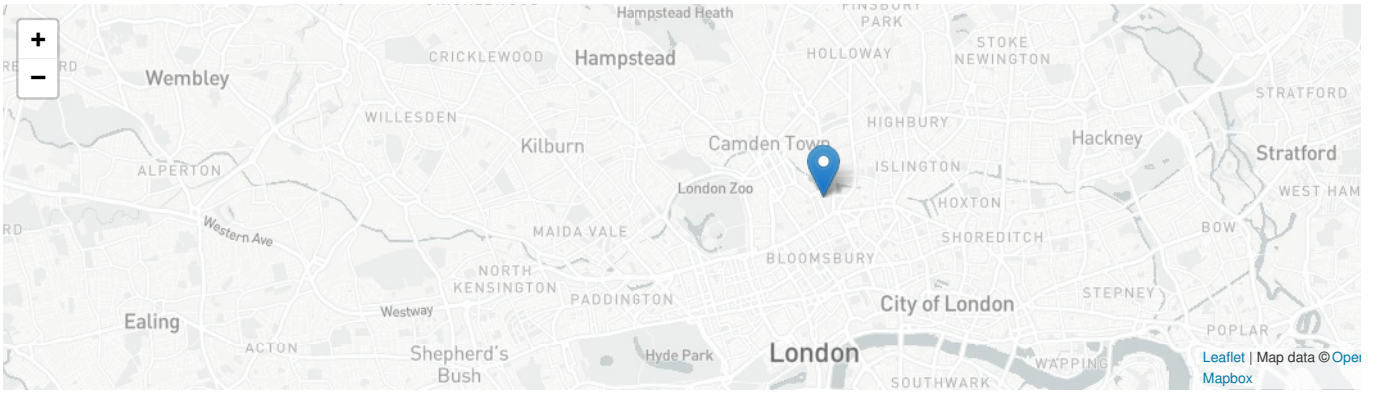 Hampstead Heath
PARK
+
CRICKLEWOOD
Hampstead
HOLLOWAY
STOKE
NEWINGTON
−
Wembley
STRATFORD
WILLESDEN
HIGHBURY
Kilburn
Camden Town
Hackney
Stratford
ALPERTON
ISLINGTON
London Zoo
WEST HAM
HOXTON
Western Ave
MAIDA VALE
SHOREDITCH
BOW
BLOOMSBURY
NORTH
KENSINGTON
PADDINGTON
City of London
STEPNEY
Westway
Ealing
POPLAR
ACTON
Shepherd's
Bush
Hyde Park
London
WAPPING
SOUTHWARK
Leaflet | Map data © Open
Mapbox